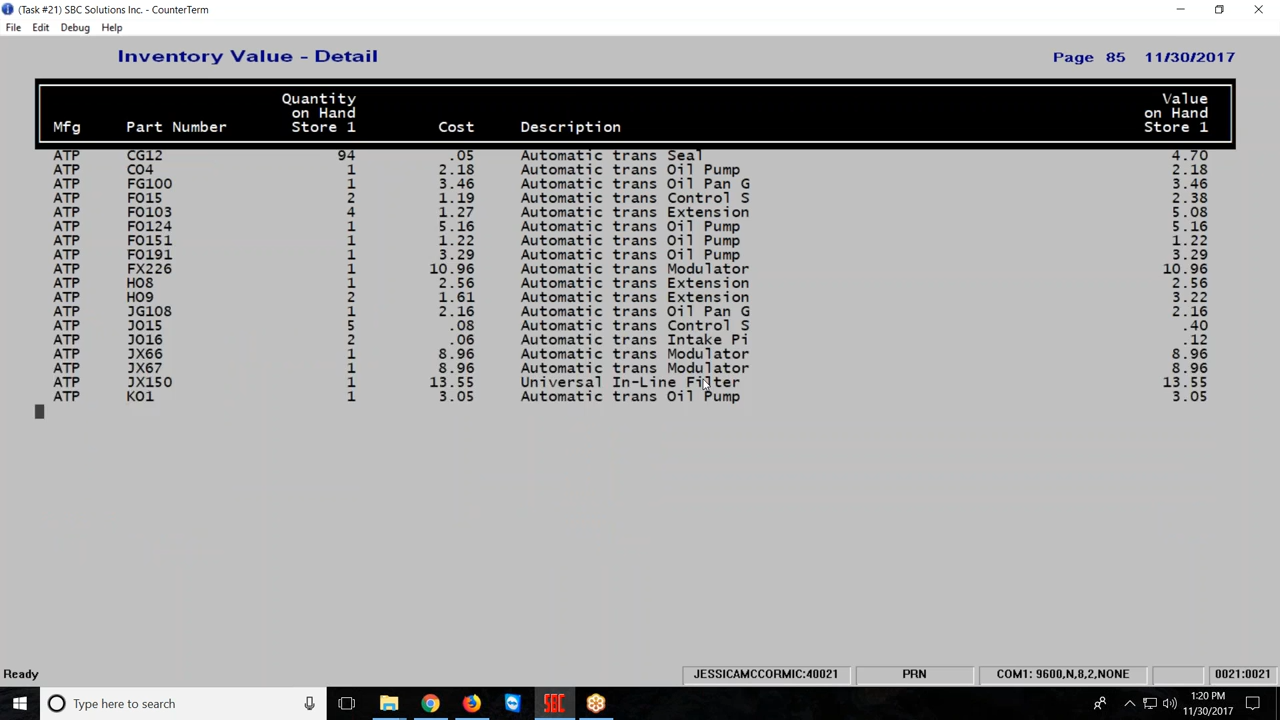 (Task #21) SBC Solutions Inc. - CounterTerm
File Edit Debug Help
Inventory Value - Detail Page 85 11/30/2017
Quantity Value
on Hand on Hand
Mfg Part Number Store 1 Cost Description Store 1
ATP CG12 94 .05 Automatic trans Seal 4.70
ATP CO4 1 2.18 Automatic trans Oil Pump 2.18
ATP FG100 1 3.46 Automatic trans Oil Pan G 3.46
ATP FO15 2 1.19 Automatic trans Control S 2.38
ATP FO103 4 1.27 Automatic trans Extension 5.08
ATP FO124 1 5.16 Automatic trans Oil Pump 5.16
ATP FO151 1 1.22 Automatic trans Oil Pump 1.22
ATP FO191 1 3.29 Automatic trans Oil Pump 3.29
ATP FX226 1 10.96 Automatic trans Modulator 10.96
ATP HO8 1 2.56 Automatic trans Extension 2.56
ATP HO9 2 1.61 Automatic trans Extension 3.22
ATP JG108 1 2.16 Automatic trans Oil Pan G 2.16
ATP JO15 5 .08 Automatic trans Control S .40
ATP JO16 2 .06 Automatic trans Intake Pi .12
ATP JX66 1 8.96 Automatic trans Modulator 8.96
ATP JX67 1 8.96 Automatic trans Modulator 8.96
ATP JX150 1 13.55 Universal In-Line Filter 13.55
ATP KO1 1 3.05 Automatic trans Oil Pump 3.05
Ready JESSICAMCCORMIC:40021 PRN COM1: 9600,N,8,2,NONE 0021:0021
Type here to search SBC 1:20 PM
11/30/2017